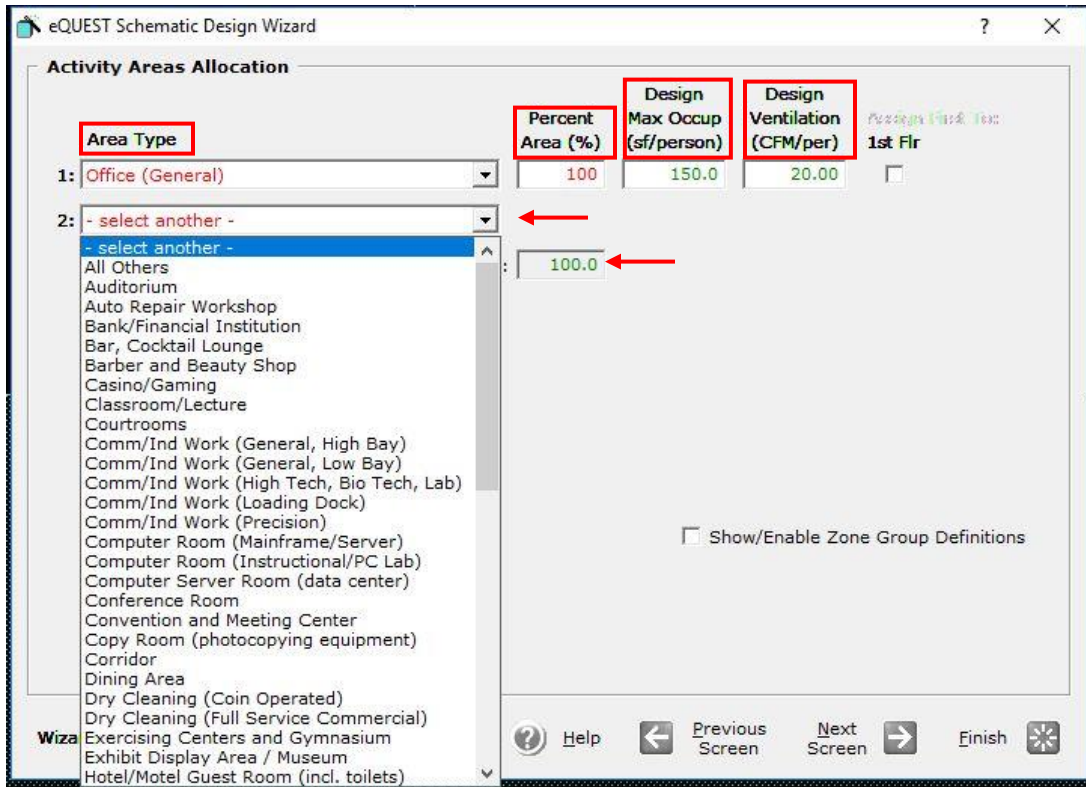 eQUEST Schematic Design Wizard ? ×
Activity Areas Allocation
Design Design
Percent Max Occup Ventilation
Area Type Area (%) (sf/person) (CFM/per) 1st Flr
1: Office (General) 100 150.0 20.00
2: - select another -
- select another -
: 100.0
All Others
Auditorium
Auto Repair Workshop
Bank/Financial Institution
Bar, Cocktail Lounge
Barber and Beauty Shop
Casino/Gaming
Classroom/Lecture
Courtrooms
Comm/Ind Work (General, High Bay)
Comm/Ind Work (General, Low Bay)
Comm/Ind Work (High Tech, Bio Tech, Lab)
Comm/Ind Work (Loading Dock)
Comm/Ind Work (Precision)
Computer Room (Mainframe/Server)
Show/Enable Zone Group Definitions
Computer Room (Instructional/PC Lab)
Computer Server Room (data center)
Conference Room
Convention and Meeting Center
Copy Room (photocopying equipment)
Corridor
Dining Area
Dry Cleaning (Coin Operated)
Dry Cleaning (Full Service Commercial)
Exercising Centers and Gymnasium
Exhibit Display Area / Museum
Hotel/Motel Guest Room (incl. toilets)
Wiza
Help
Previous
Screen
Next
Screen
Finish